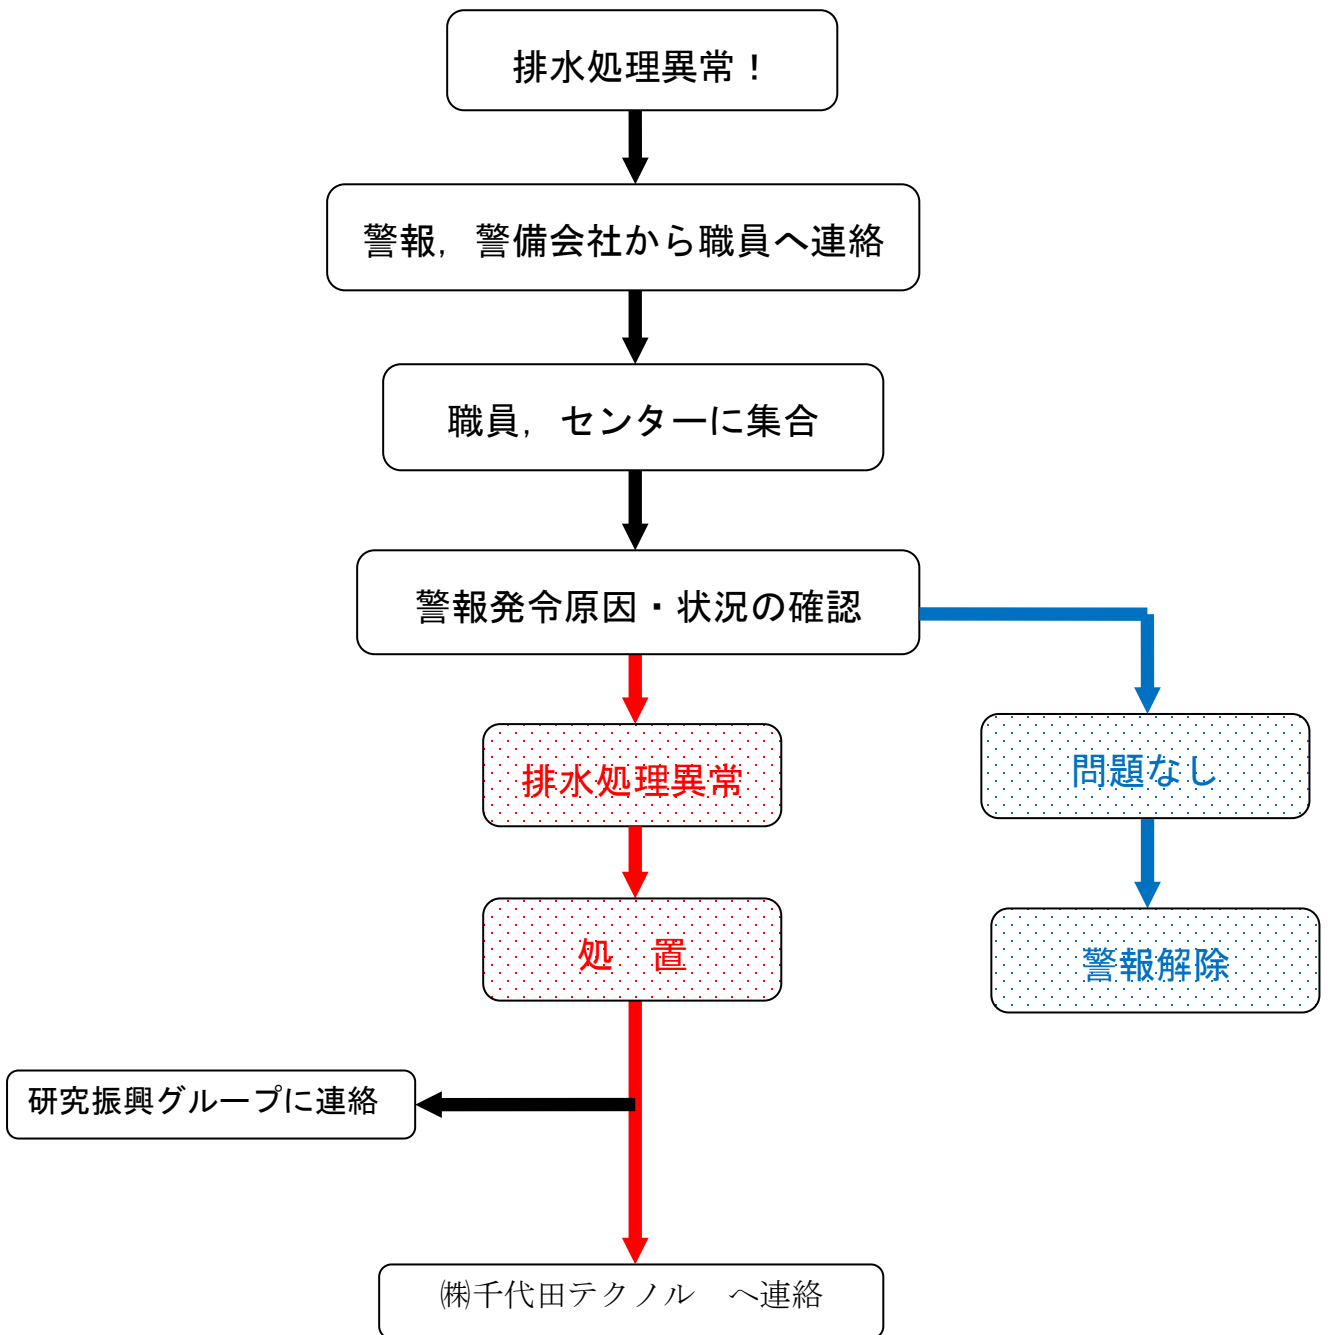 排水処理異常！
警報，警備会社から職員へ連絡
職員，センターに集合
警報発令原因・状況の確認
排水処理異常
問題なし
処　置
警報解除
研究振興グループに連絡
㈱千代田テクノル　へ連絡